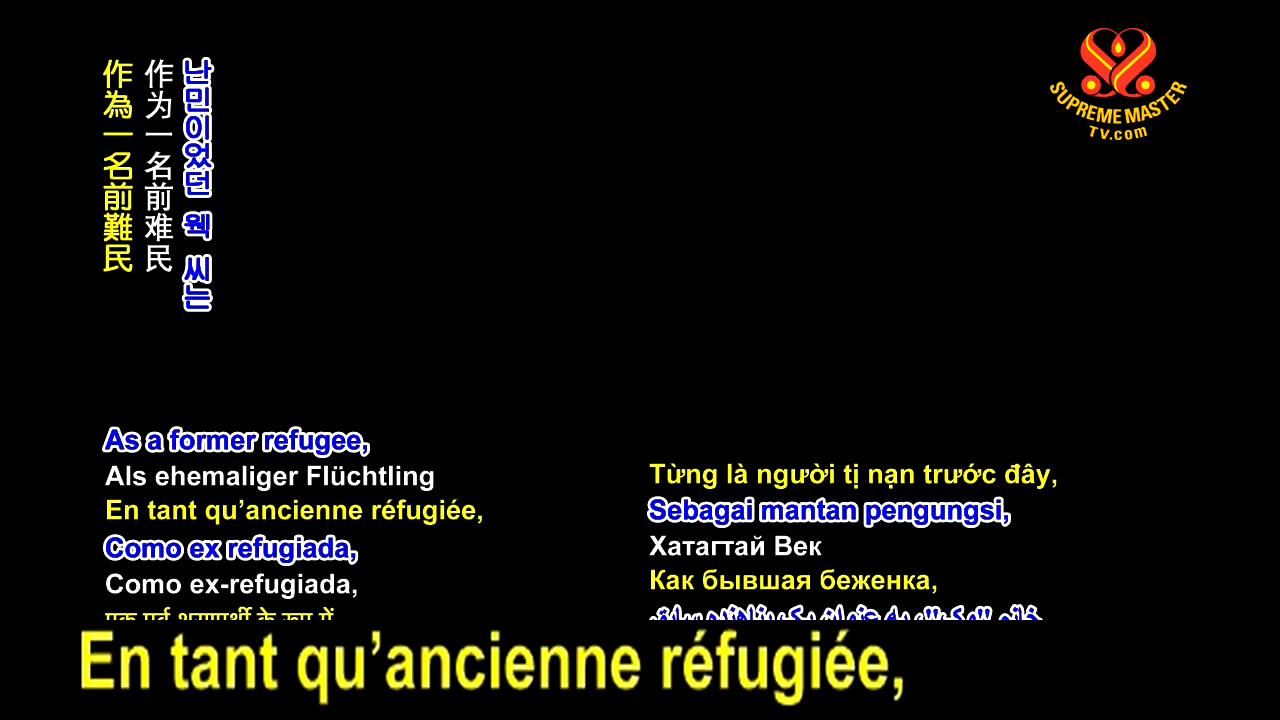 作為一名前難民
作为一名前难民
난민이었던 웩 씨는
SUPREME MASTER
TV.com
As a former refugee,
Als ehemaliger Flüchtling
En tant qu’ancienne réfugiée,
Como ex refugiada,
Como ex-refugiada,
एक पूर्व शरणार्थी के रूप में
Từng là người tị nạn trước đây,
Sebagai mantan pengungsi,
Хатагтай Век
Как бывшая беженка,
En tant qu’ancienne réfugiée,